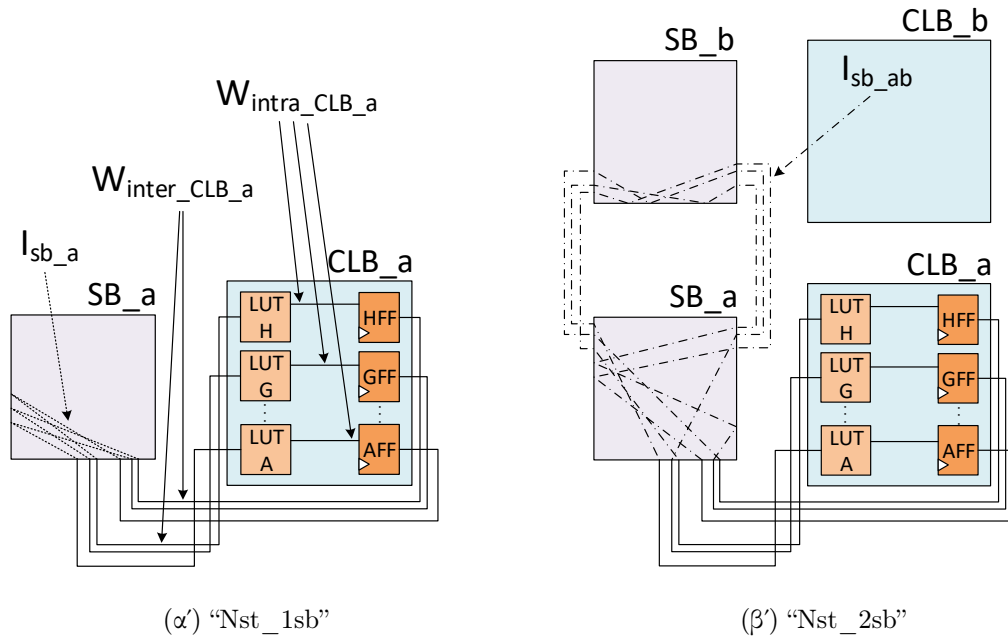 W_intra_CLB_a
W_inter_CLB_a
I_sb_a
SB_a
CLB_a
LUT
H
HFF
LUT
G
GFF
LUT
A
AFF
(α′) “Nst_1sb”
SB_b
CLB_b
I_sb_ab
SB_a
CLB_a
LUT
H
HFF
LUT
G
GFF
LUT
A
AFF
(β′) “Nst_2sb”